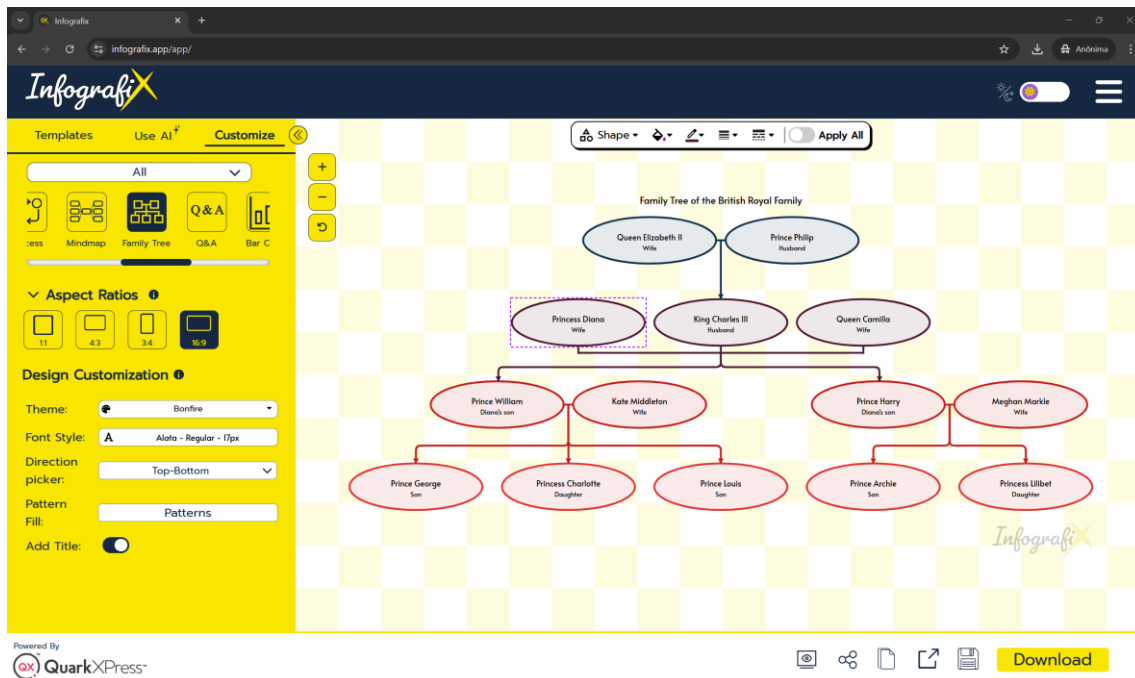 Infografix
infografix.app/app/
Anônima
InfografiX
Templates
Use AI
Customize
Shape
Apply All
All
:ess
Mindmap
Family Tree
Q&A
Q&A
Bar C
Aspect Ratios
1:1
4:3
3:4
16:9
Design Customization
Theme:
Bonfire
Font Style:
A
Alata - Regular - 17px
Direction
picker:
Top-Bottom
Pattern
Fill:
Patterns
Add Title:
Family Tree of the British Royal Family
Queen Elizabeth II
Wife
Prince Philip
Husband
Princess Diana
Wife
King Charles III
Husband
Queen Camilla
Wife
Prince William
Diana's son
Kate Middleton
Wife
Prince Harry
Diana's son
Meghan Markle
Wife
Prince George
Son
Princess Charlotte
Daughter
Prince Louis
Son
Prince Archie
Son
Princess Lilibet
Daughter
InfografiX
Powered By
QX QuarkXPress
Download